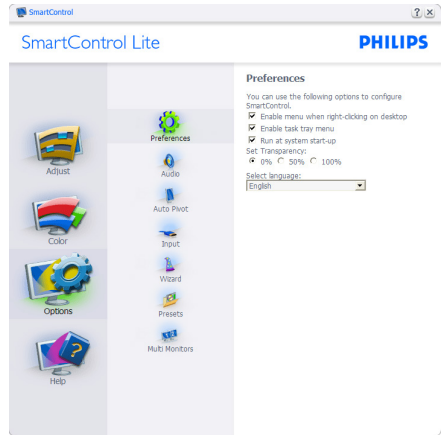 SmartControl
SmartControl Lite
PHILIPS
Adjust
Color
Options
Help
Preferences
Audio
Auto Pivot
Input
Wizard
Presets
Multi Monitors
Preferences
You can use the following options to configure
SmartControl.
Enable menu when right-clicking on desktop
Enable task tray menu
Run at system start-up
Set Transparency:
0% 50% 100%
Select language:
English